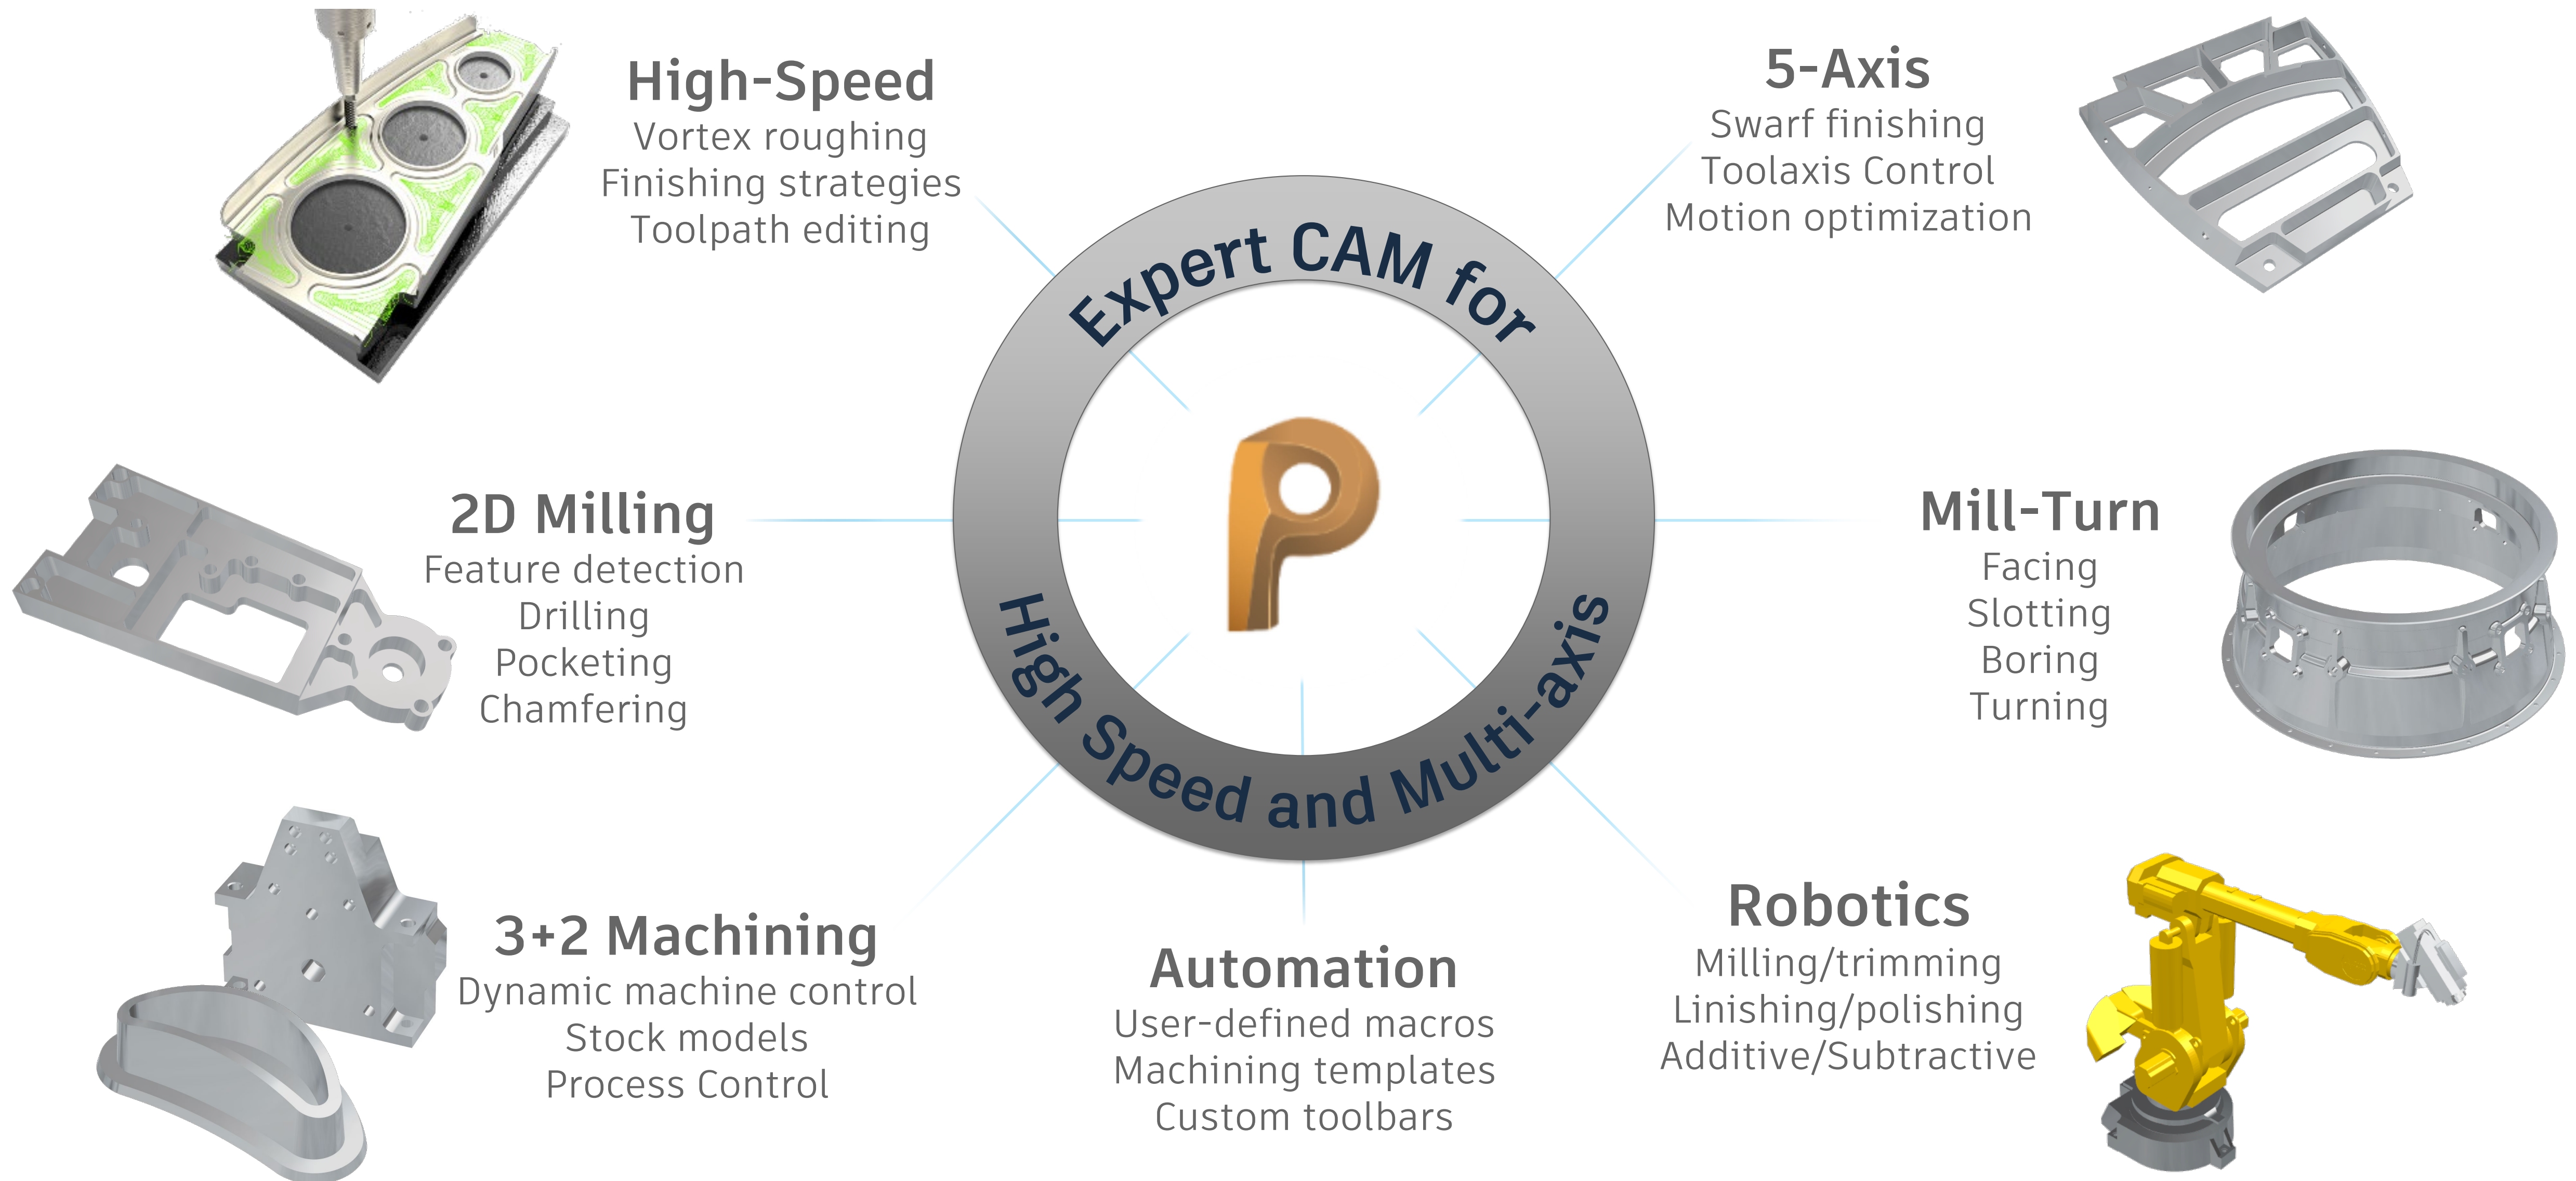 High-Speed
Vortex roughing
Finishing strategies
Toolpath editing
5-Axis
Swarf finishing
Toolaxis Control
Motion optimization
Expert CAM for
High Speed and Multi-axis
2D Milling
Feature detection
Drilling
Pocketing
Chamfering
Mill-Turn
Facing
Slotting
Boring
Turning
3+2 Machining
Dynamic machine control
Stock models
Process Control
Automation
User-defined macros
Machining templates
Custom toolbars
Robotics
Milling/trimming
Linishing/polishing
Additive/Subtractive